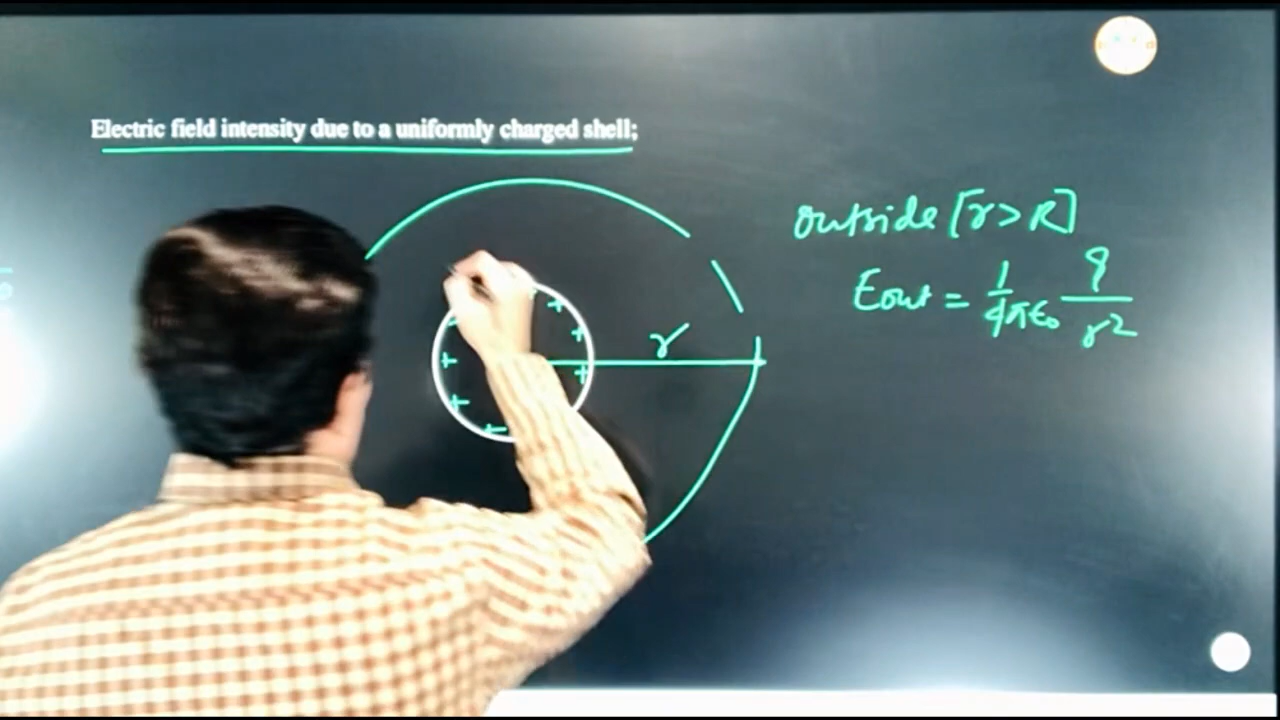 Electric field intensity due to a uniformly charged shell;
outside [r > R]
Eout = 1/4πε₀ q/r²
r